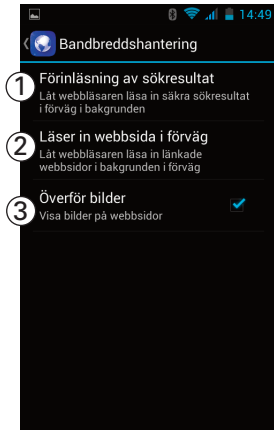 14:49
Bandbreddshantering
1 Förinläsning av sökresultat
Låt webbläsaren läsa in säkra sökresultat
i förväg i bakgrunden
2 Läser in webbsida i förväg
Låt webbläsaren läsa in länkade
webbsidor i bakgrunden i förväg
3 Överför bilder
Visa bilder på webbsidor